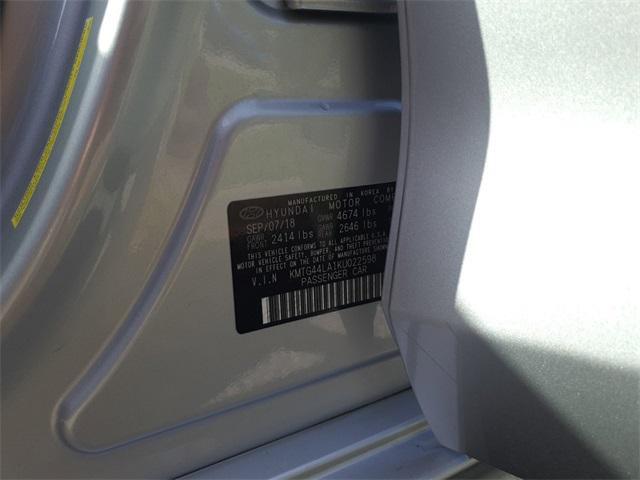 MANUFACTURED IN KOREA BY
HYUNDAI MOTOR COMP
SEP/07/18 GVWR 4674 lbs
GAWR FRONT 2414 lbs GAWR REAR 2646 lbs
THIS VEHICLE CONFORMS TO ALL APPLICABLE U.S.A
MOTOR VEHICLE SAFETY, BUMPER, AND THEFT
IN EFFECT ON THE DATE OF MANUFACTURE SHOWN
V.I.N KMTG44LA1KU022598
PASSENGER CAR